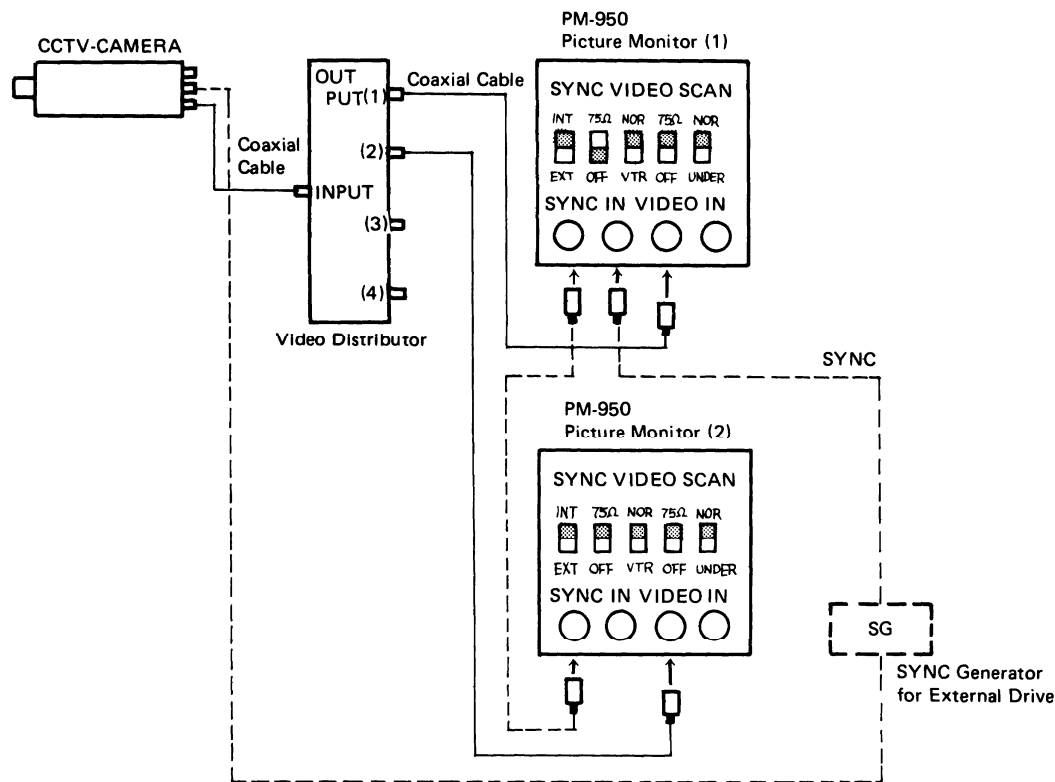 CCTV-CAMERA
Coaxial
Cable
OUT
PUT(1)
(2)
INPUT
(3)
(4)
Video Distributor
Coaxial Cable
PM-950
Picture Monitor (1)
SYNC VIDEO SCAN
INT 75Ω NOR 75Ω NOR
EXT OFF VTR OFF UNDER
SYNC IN VIDEO IN
SYNC
PM-950
Picture Monitor (2)
SYNC VIDEO SCAN
INT 75Ω NOR 75Ω NOR
EXT OFF VTR OFF UNDER
SYNC IN VIDEO IN
SG
SYNC Generator
for External Drive